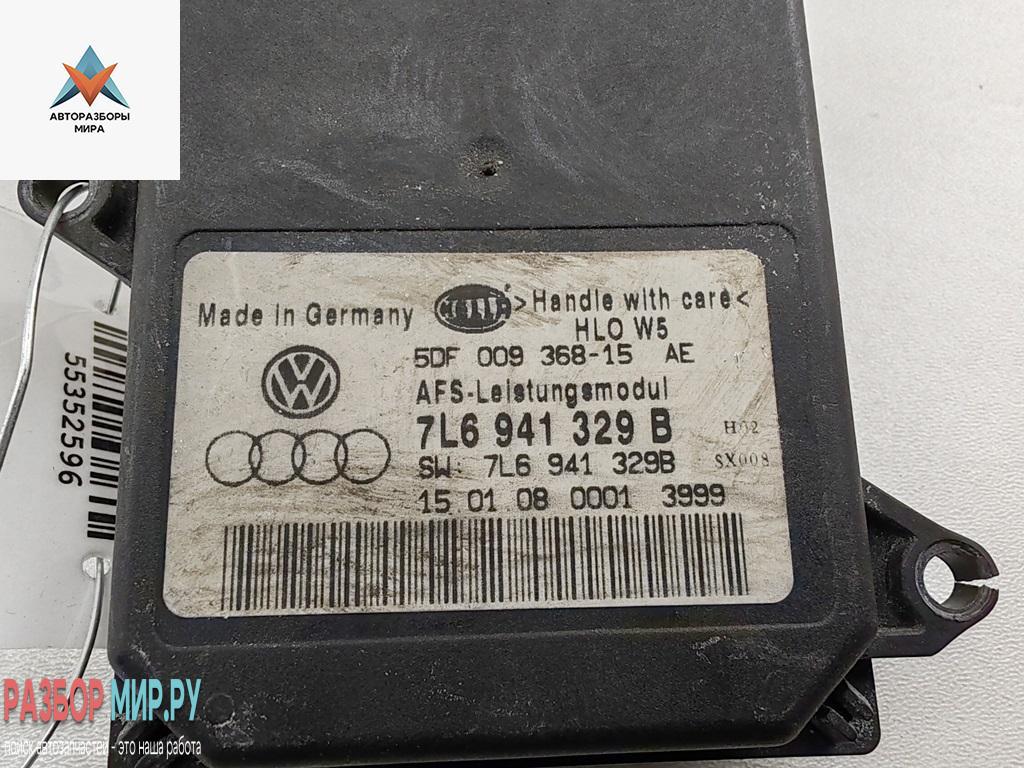 АВТОРАЗБОРЫ
МИРА
Made in Germany
HELLA
>Handle with care<
HLO W5
5DF 009 368-15 AE
AFS-Leistungsmodul
7L6 941 329 B
H02
SW: 7L6 941 329B
SX008
15 01 08 0001 3999
55352596
РАЗБОР МИР.РУ
поиск автозапчастей - это наша работа